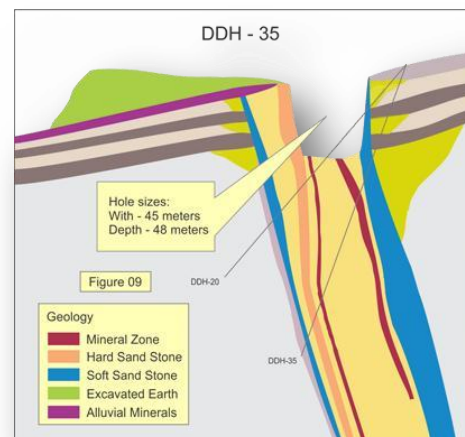 DDH - 35
Hole sizes:
With - 45 meters
Depth - 48 meters
DDH-20
Figure 09
DDH-35
Geology
Mineral Zone
Hard Sand Stone
Soft Sand Stone
Excavated Earth
Alluvial Minerals